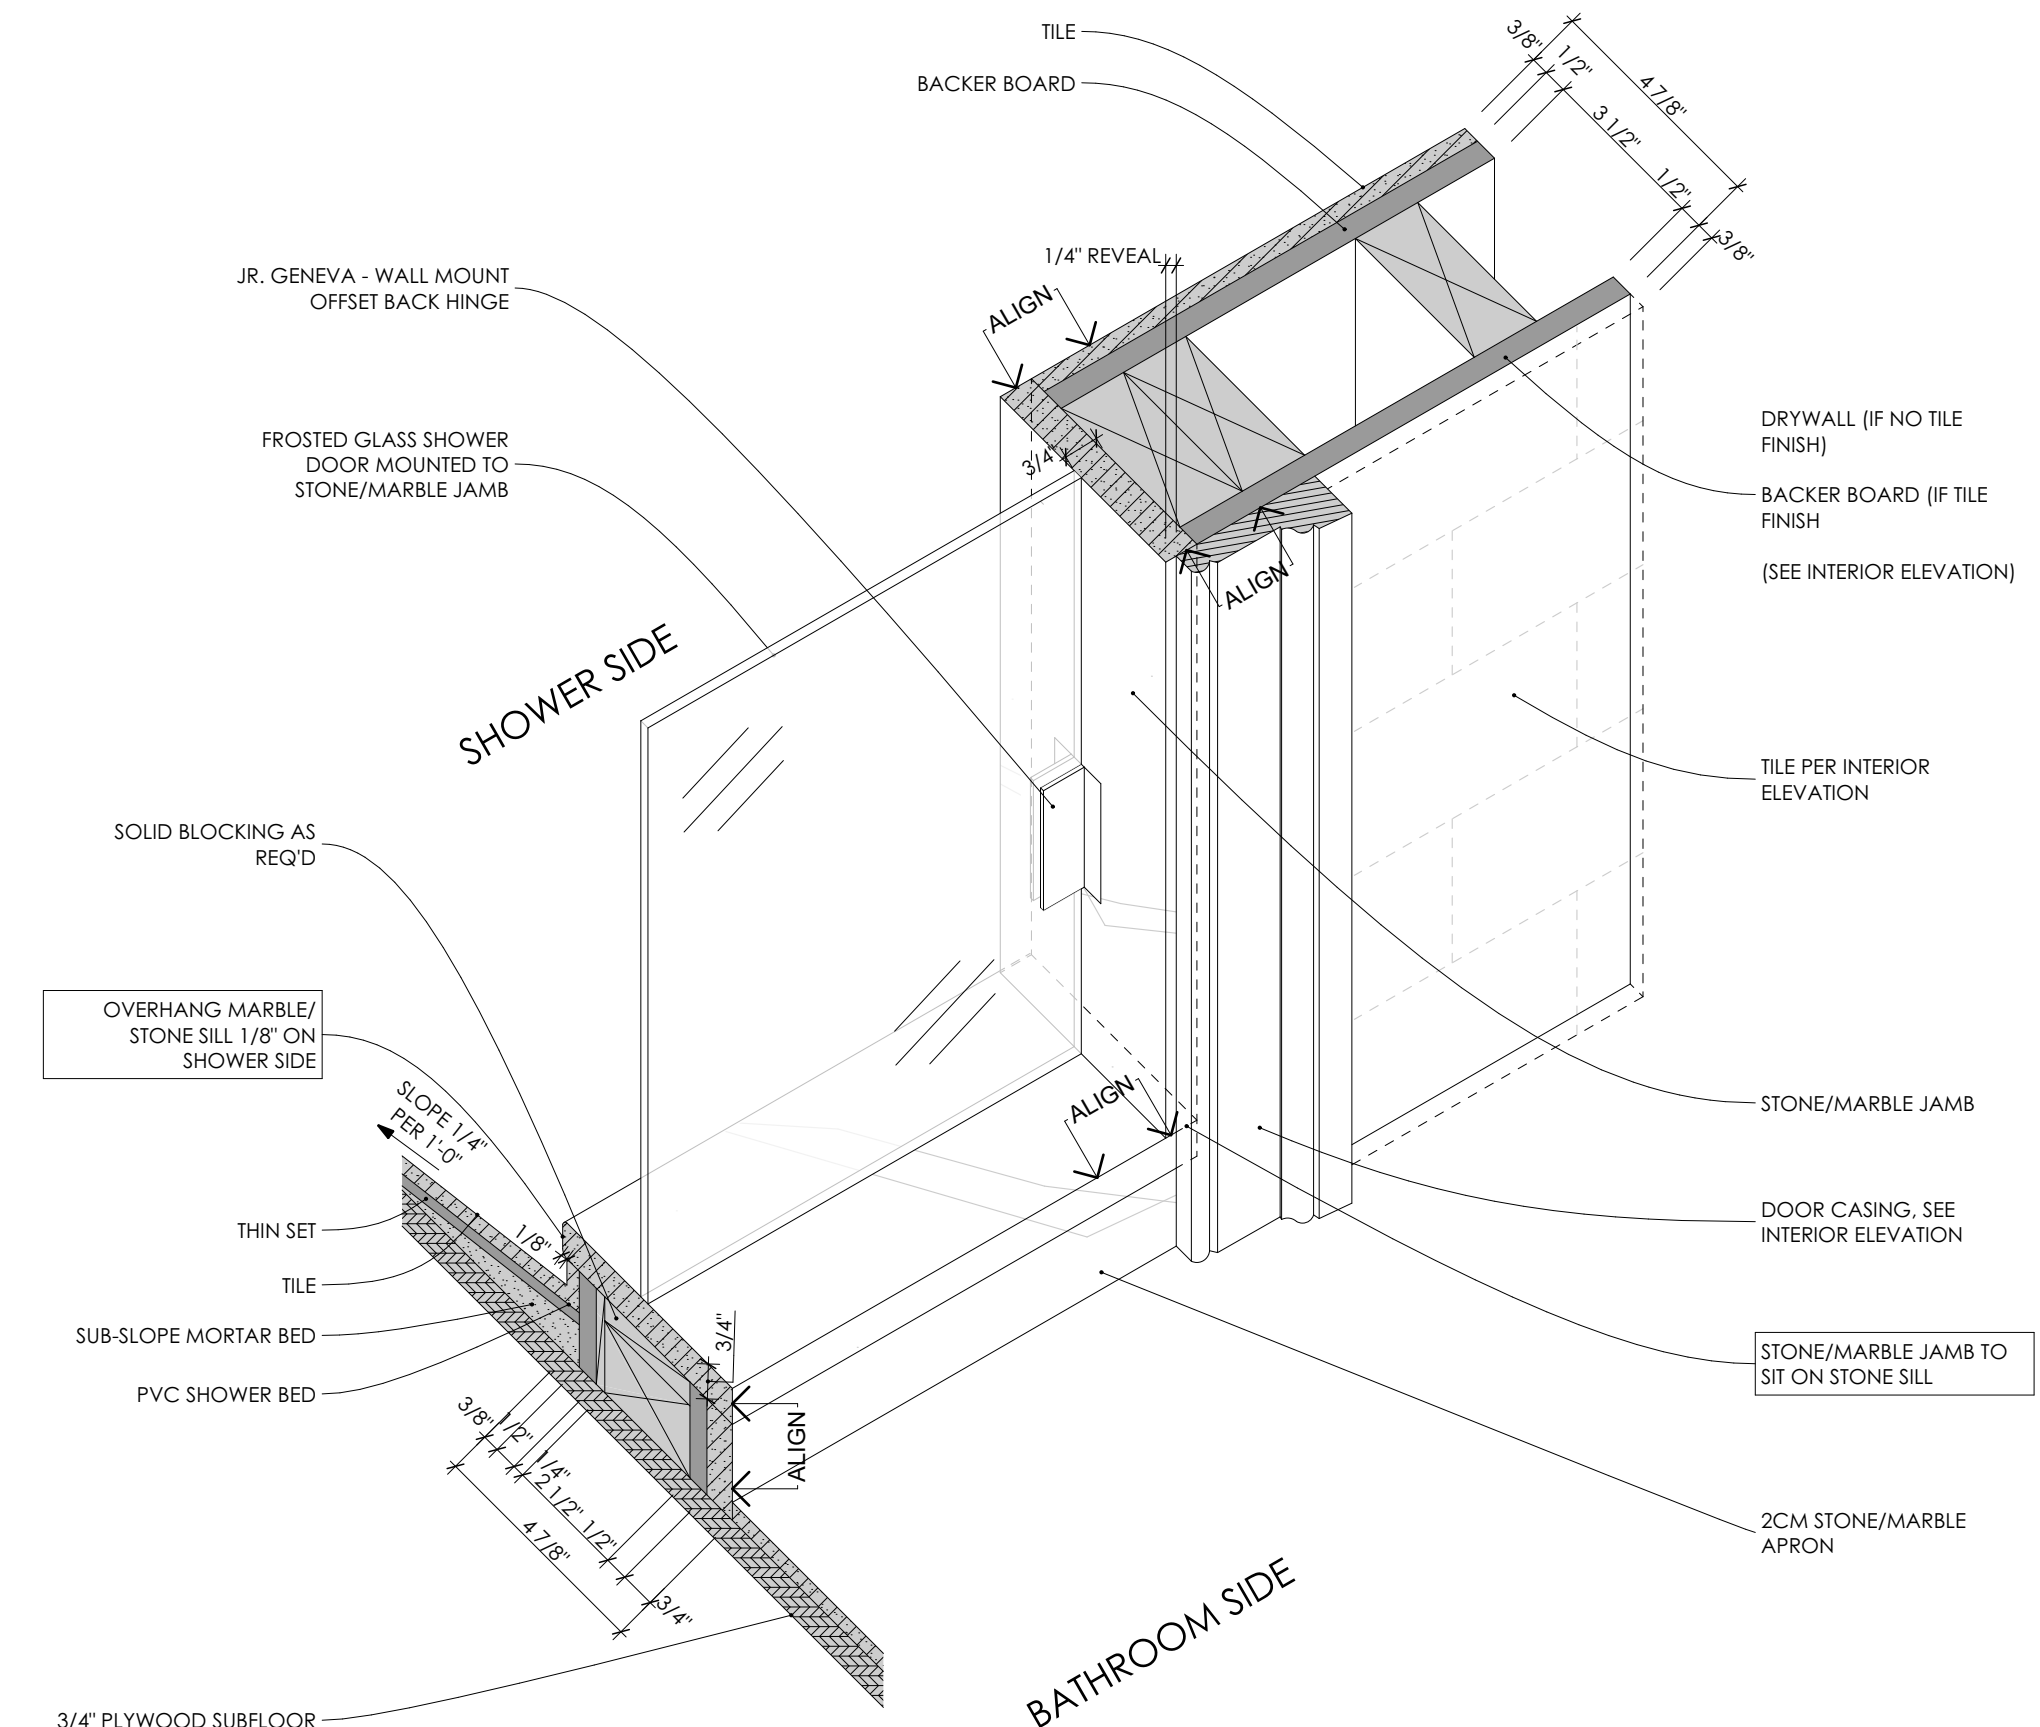 TILE
BACKER BOARD
3/8"
1/2"
4 7/8"
3 1/2"
1/2"
3/8"
1/4" REVEAL
ALIGN
JR. GENEVA - WALL MOUNT
OFFSET BACK HINGE
FROSTED GLASS SHOWER
DOOR MOUNTED TO
STONE/MARBLE JAMB
3/4"
ALIGN
DRYWALL (IF NO TILE
FINISH)
BACKER BOARD (IF TILE
FINISH
(SEE INTERIOR ELEVATION)
SHOWER SIDE
TILE PER INTERIOR
ELEVATION
SOLID BLOCKING AS
REQ'D
OVERHANG MARBLE/
STONE SILL 1/8" ON
SHOWER SIDE
SLOPE 1/4"
PER 1'-0"
ALIGN
STONE/MARBLE JAMB
DOOR CASING, SEE
INTERIOR ELEVATION
THIN SET
1/8"
TILE
SUB-SLOPE MORTAR BED
PVC SHOWER BED
3/4"
ALIGN
STONE/MARBLE JAMB TO
SIT ON STONE SILL
3/8"
1/2"
1/4"
2 1/2"
1/2"
4 7/8"
3/4"
2CM STONE/MARBLE
APRON
BATHROOM SIDE
3/4" PLYWOOD SUBFLOOR